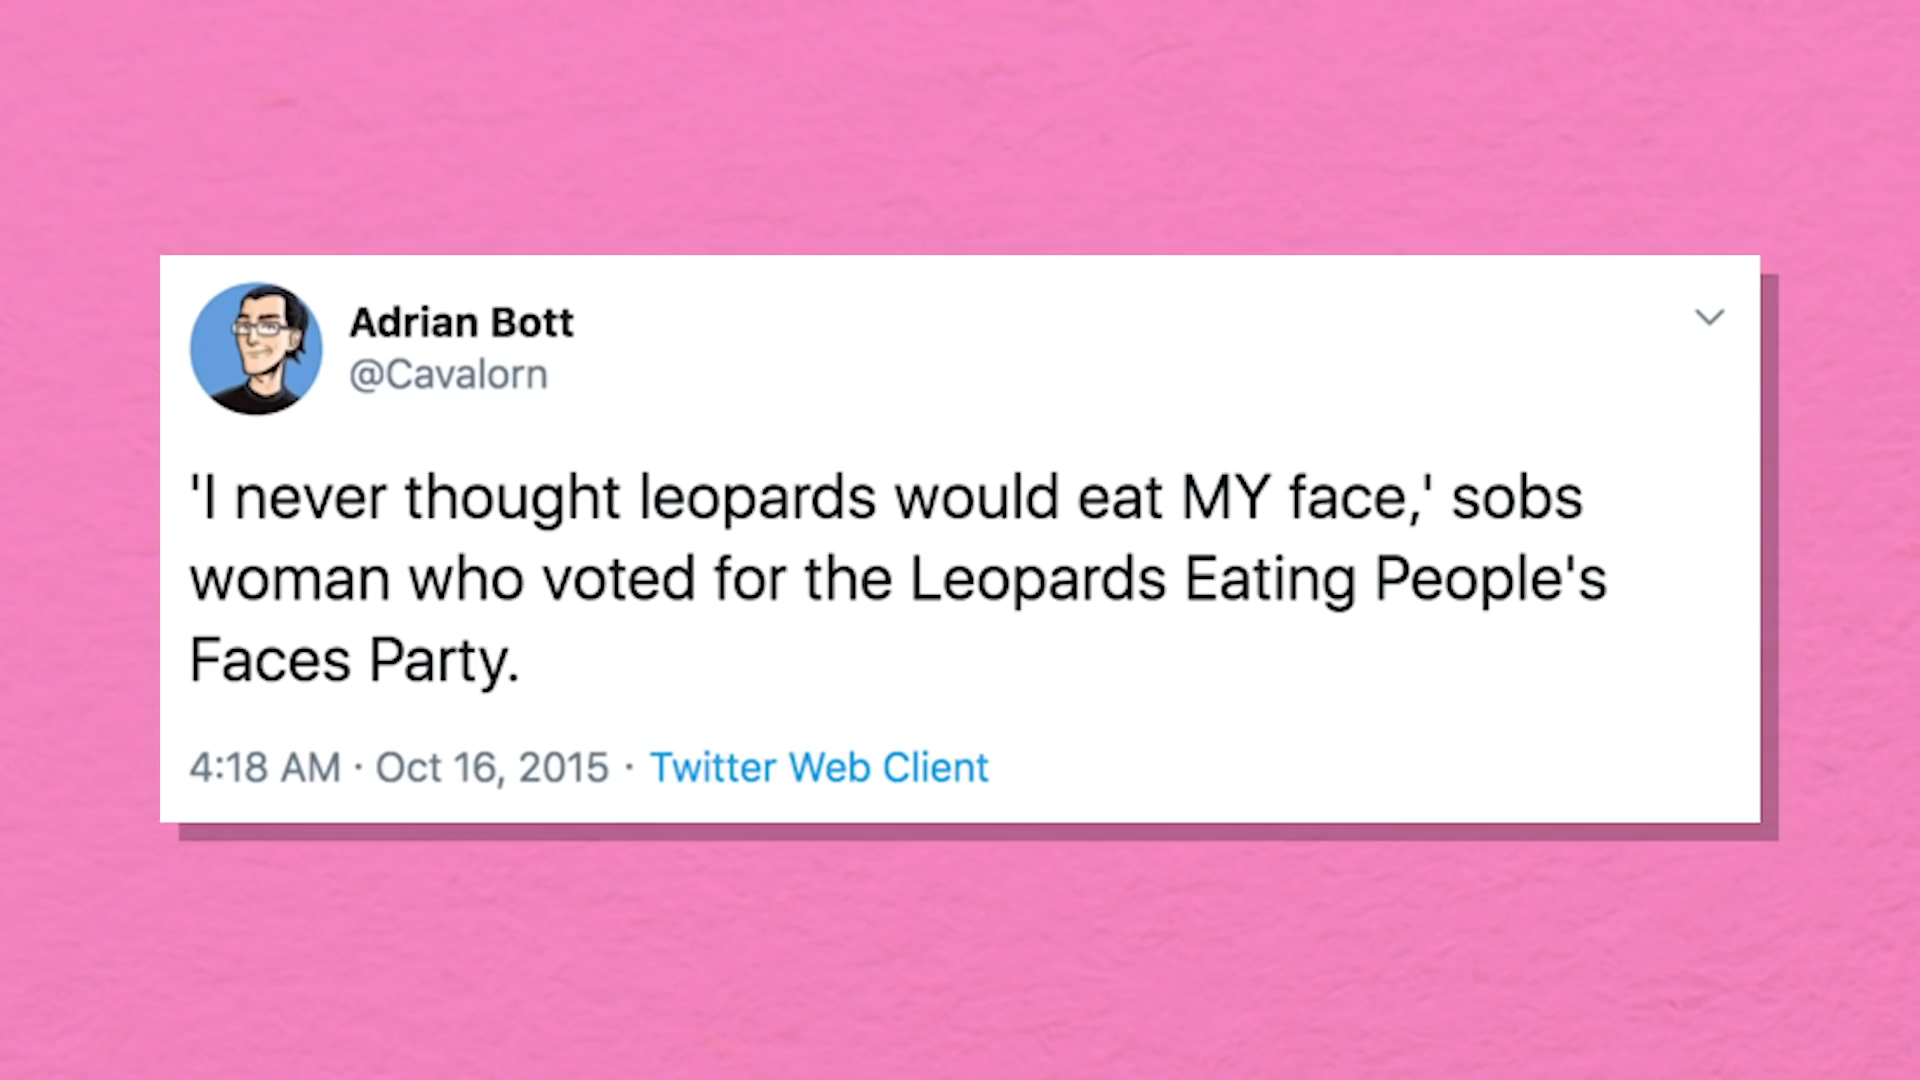 Adrian Bott
@Cavalorn
'I never thought leopards would eat MY face,' sobs
woman who voted for the Leopards Eating People's
Faces Party.
4:18 AM · Oct 16, 2015 · Twitter Web Client